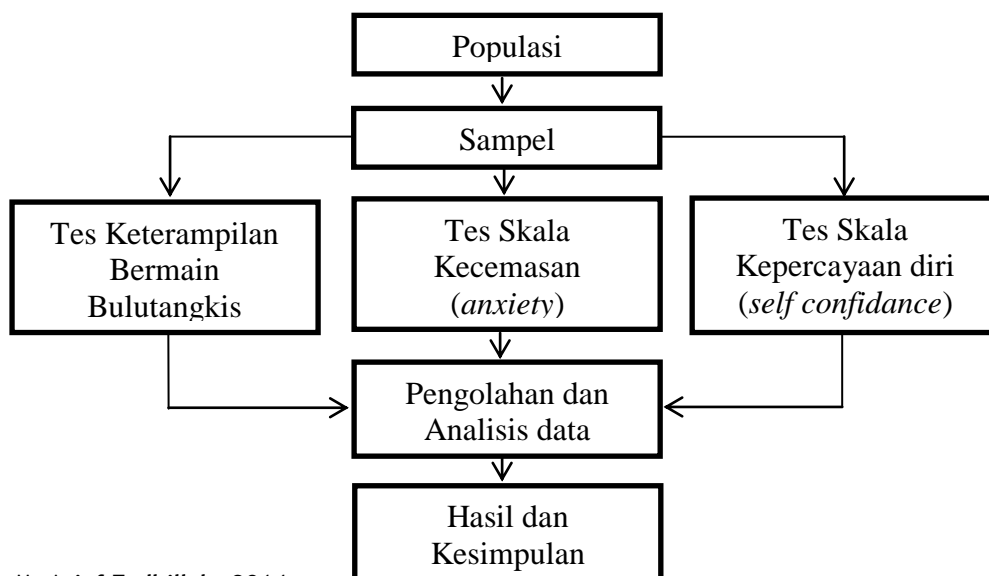 Populasi
Sampel
Tes Keterampilan
Bermain
Bulutangkis
Tes Skala
Kecemasan
(anxiety)
Tes Skala
Kepercayaan diri
(self confidance)
Pengolahan dan
Analisis data
Hasil dan
Kesimpulan